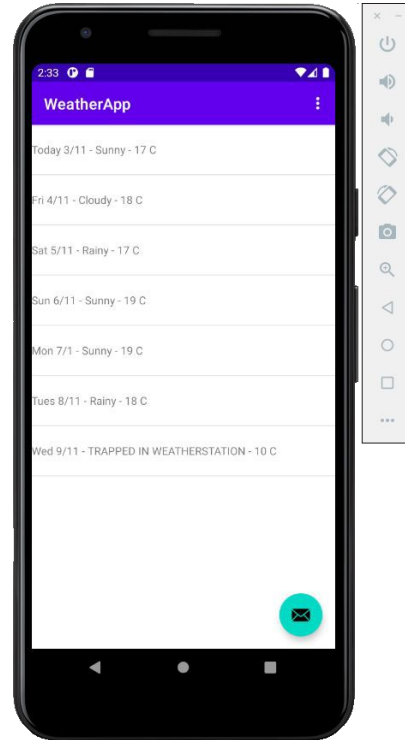 2:33
WeatherApp
Today 3/11 - Sunny - 17 C
Fri 4/11 - Cloudy - 18 C
Sat 5/11 - Rainy - 17 C
Sun 6/11 - Sunny - 19 C
Mon 7/1 - Sunny - 19 C
Tues 8/11 - Rainy - 18 C
Wed 9/11 - TRAPPED IN WEATHERSTATION - 10 C